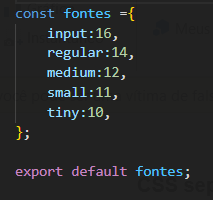 const fontes ={
    input:16,
    regular:14,
    medium:12,
    small:11,
    tiny:10,
};

export default fontes;